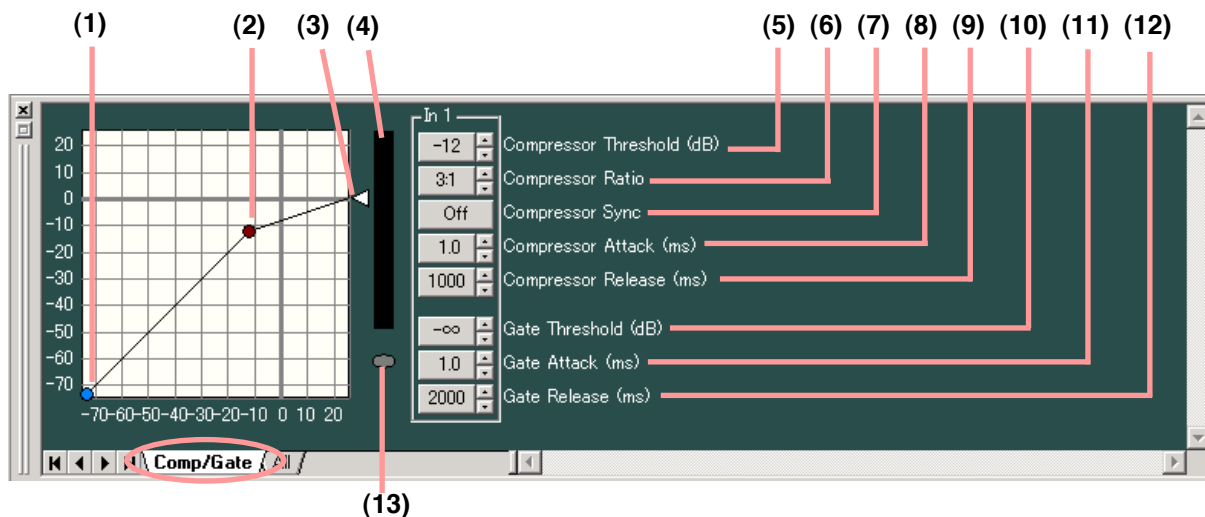 (1) (2) (3) (4) (5) (6) (7) (8) (9) (10) (11) (12)
In 1
20
10
0
-10
-20
-30
-40
-50
-60
-70
-70-60-50-40-30-20-10 0 10 20
-12 Compressor Threshold (dB)
3:1 Compressor Ratio
Off Compressor Sync
1.0 Compressor Attack (ms)
1000 Compressor Release (ms)
-∞ Gate Threshold (dB)
1.0 Gate Attack (ms)
2000 Gate Release (ms)
Comp/Gate All
(13)